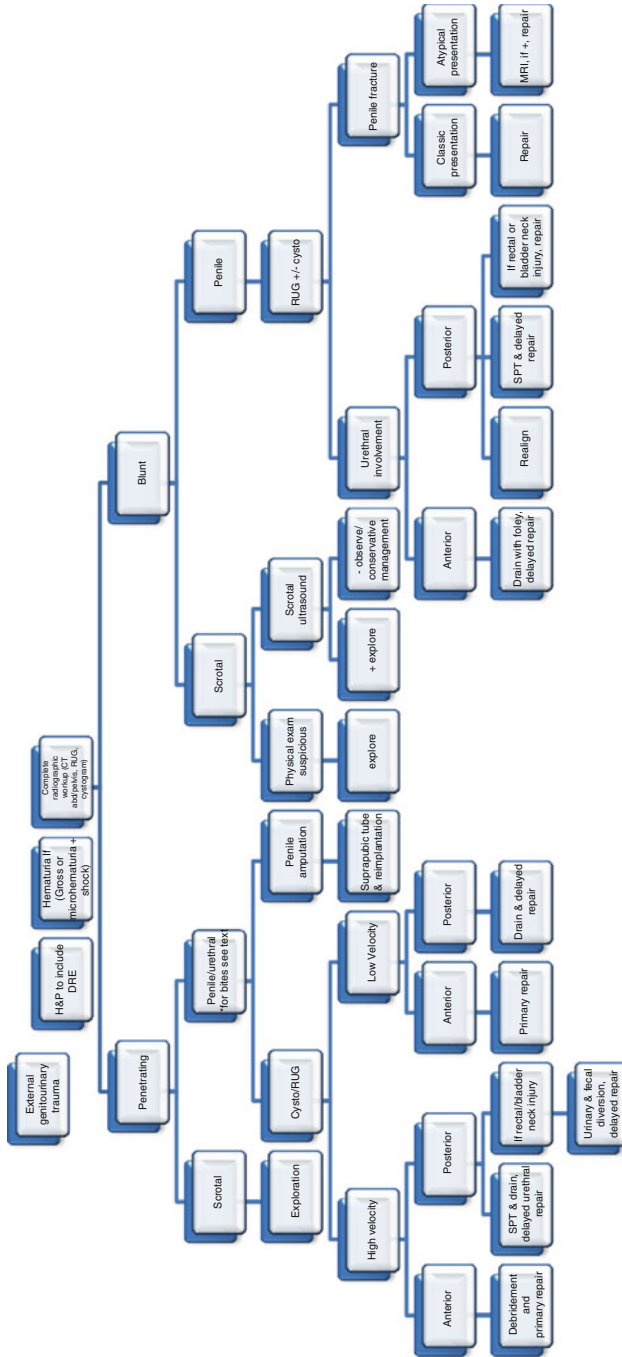 External
genitourinary
trauma
H&P to include
DRE
Hematuria If
(Gross or
microhematuria +
shock)
Complete
radiographic
workup (CT
abd/pelvis, RUG,
cystogram)
Penetrating
Blunt
Scrotal
Penile/urethral
*for bites see text
Scrotal
Penile
Exploration
Cysto/RUG
Penile
amputation
Physical exam
suspicious
Scrotal
ultrasound
RUG +/- cysto
High velocity
Low Velocity
Suprapubic tube
& reimplantation
explore
+ explore
- observe/
conservative
management
Urethral
involvement
Penile fracture
Anterior
Posterior
Anterior
Posterior
Anterior
Posterior
Classic
presentation
Atypical
presentation
Debridement
and
primary repair
SPT & drain,
delayed urethral
repair
If rectal/bladder
neck injury
Primary repair
Drain & delayed
repair
Drain with foley,
delayed repair
Realign
SPT & delayed
repair
If rectal or
bladder neck
injury, repair
Repair
MRI, if +, repair
Urinary & fecal
diversion,
delayed repair